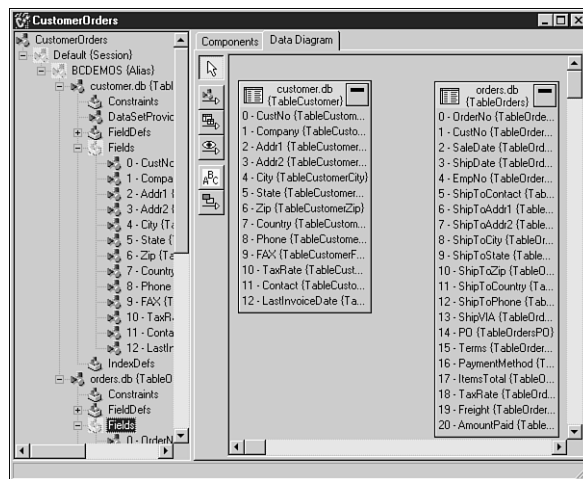 CustomerOrders
CustomerOrders
Default {Session}
BCDEMOS {Alias}
customer.db {Tabl
Constraints
DataSetProvic
FieldDefs
Fields
0 - CustNc
1 - Compa
2 - Addr1 {
3 - Addr2 {
4 - City {Ta
5 - State {
6 - Zip {Ta
7 - Country
8 - Phone
9 - FAX {T
10 - TaxRa
11 - Conta
12 - LastIr
IndexDefs
orders.db {TableO
Constraints
FieldDefs
Fields
0 - OrderN
Components
Data Diagram
ABC
customer.db
{TableCustomer}
0 - CustNo {TableCustom...
1 - Company {TableCusto...
2 - Addr1 {TableCustomer...
3 - Addr2 {TableCustomer...
4 - City {TableCustomerCity}
5 - State {TableCustomer...
6 - Zip {TableCustomerZip}
7 - Country {TableCustom...
8 - Phone {TableCustome...
9 - FAX {TableCustomerF...
10 - TaxRate {TableCust...
11 - Contact {TableCusto...
12 - LastInvoiceDate {Ta...
orders.db
{TableOrders}
0 - OrderNo {TableOrde...
1 - CustNo {TableOrder...
2 - SaleDate {TableOrd...
3 - ShipDate {TableOrd...
4 - EmpNo {TableOrder...
5 - ShipToContact {Tab...
6 - ShipToAddr1 {Table...
7 - ShipToAddr2 {Table...
8 - ShipToCity {TableOr...
9 - ShipToState {Table...
10 - ShipToZip {TableO...
11 - ShipToCountry {Ta...
12 - ShipToPhone {Tab...
13 - ShipVIA {TableOrd...
14 - PO {TableOrdersPO}
15 - Terms {TableOrder...
16 - PaymentMethod {T...
17 - ItemsTotal {TableO...
18 - TaxRate {TableOrd...
19 - Freight {TableOrder...
20 - AmountPaid {Table...